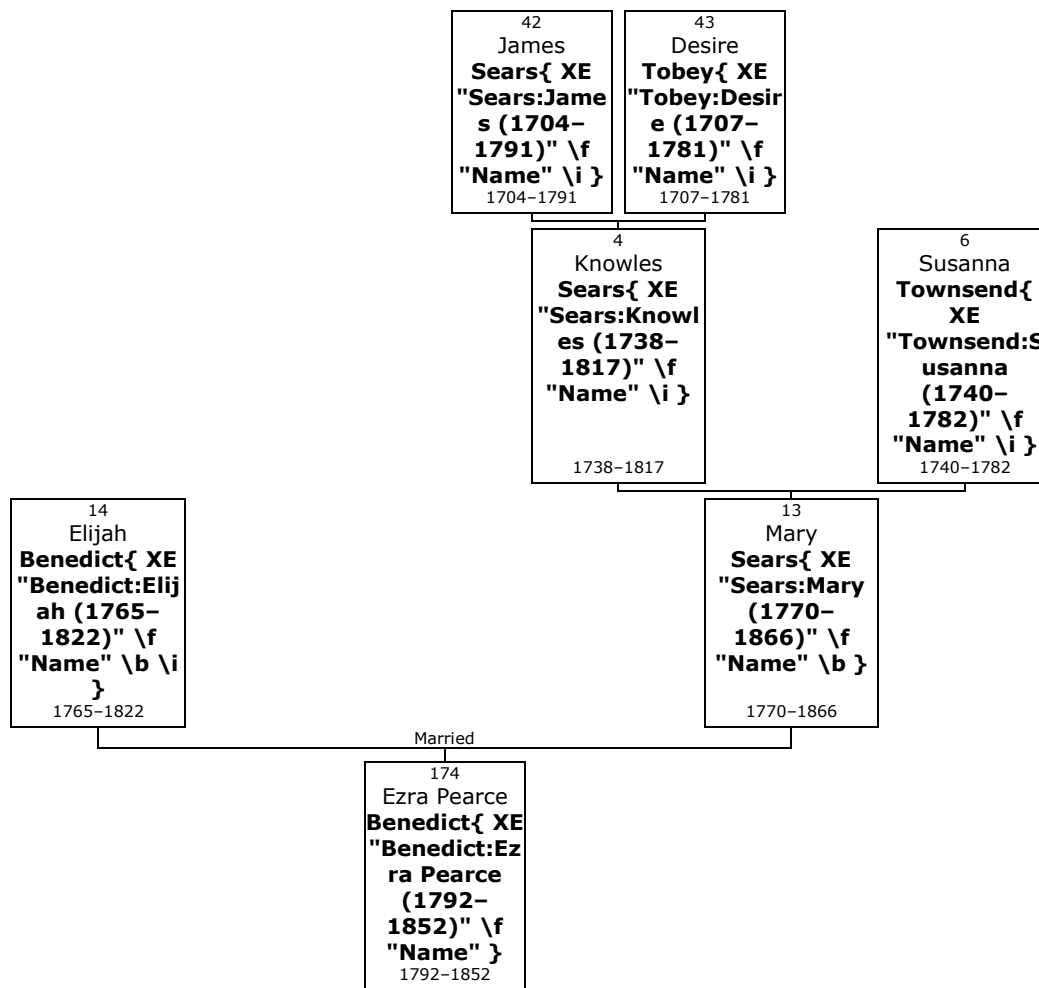 42
James
Sears{ XE
"Sears:Jame
s (1704–
1791)" \f
"Name" \i }
1704–1791
43
Desire
Tobey{ XE
"Tobey:Desir
e (1707–
1781)" \f
"Name" \i }
1707–1781
4
Knowles
Sears{ XE
"Sears:Knowl
es (1738–
1817)" \f
"Name" \i }
1738–1817
6
Susanna
Townsend{
XE
"Townsend:S
usanna
(1740–
1782)" \f
"Name" \i }
1740–1782
14
Elijah
Benedict{ XE
"Benedict:Elij
ah (1765–
1822)" \f
"Name" \b \i
}
1765–1822
13
Mary
Sears{ XE
"Sears:Mary
(1770–
1866)" \f
"Name" \b }
1770–1866
Married
174
Ezra Pearce
Benedict{ XE
"Benedict:Ez
ra Pearce
(1792–
1852)" \f
"Name" }
1792–1852